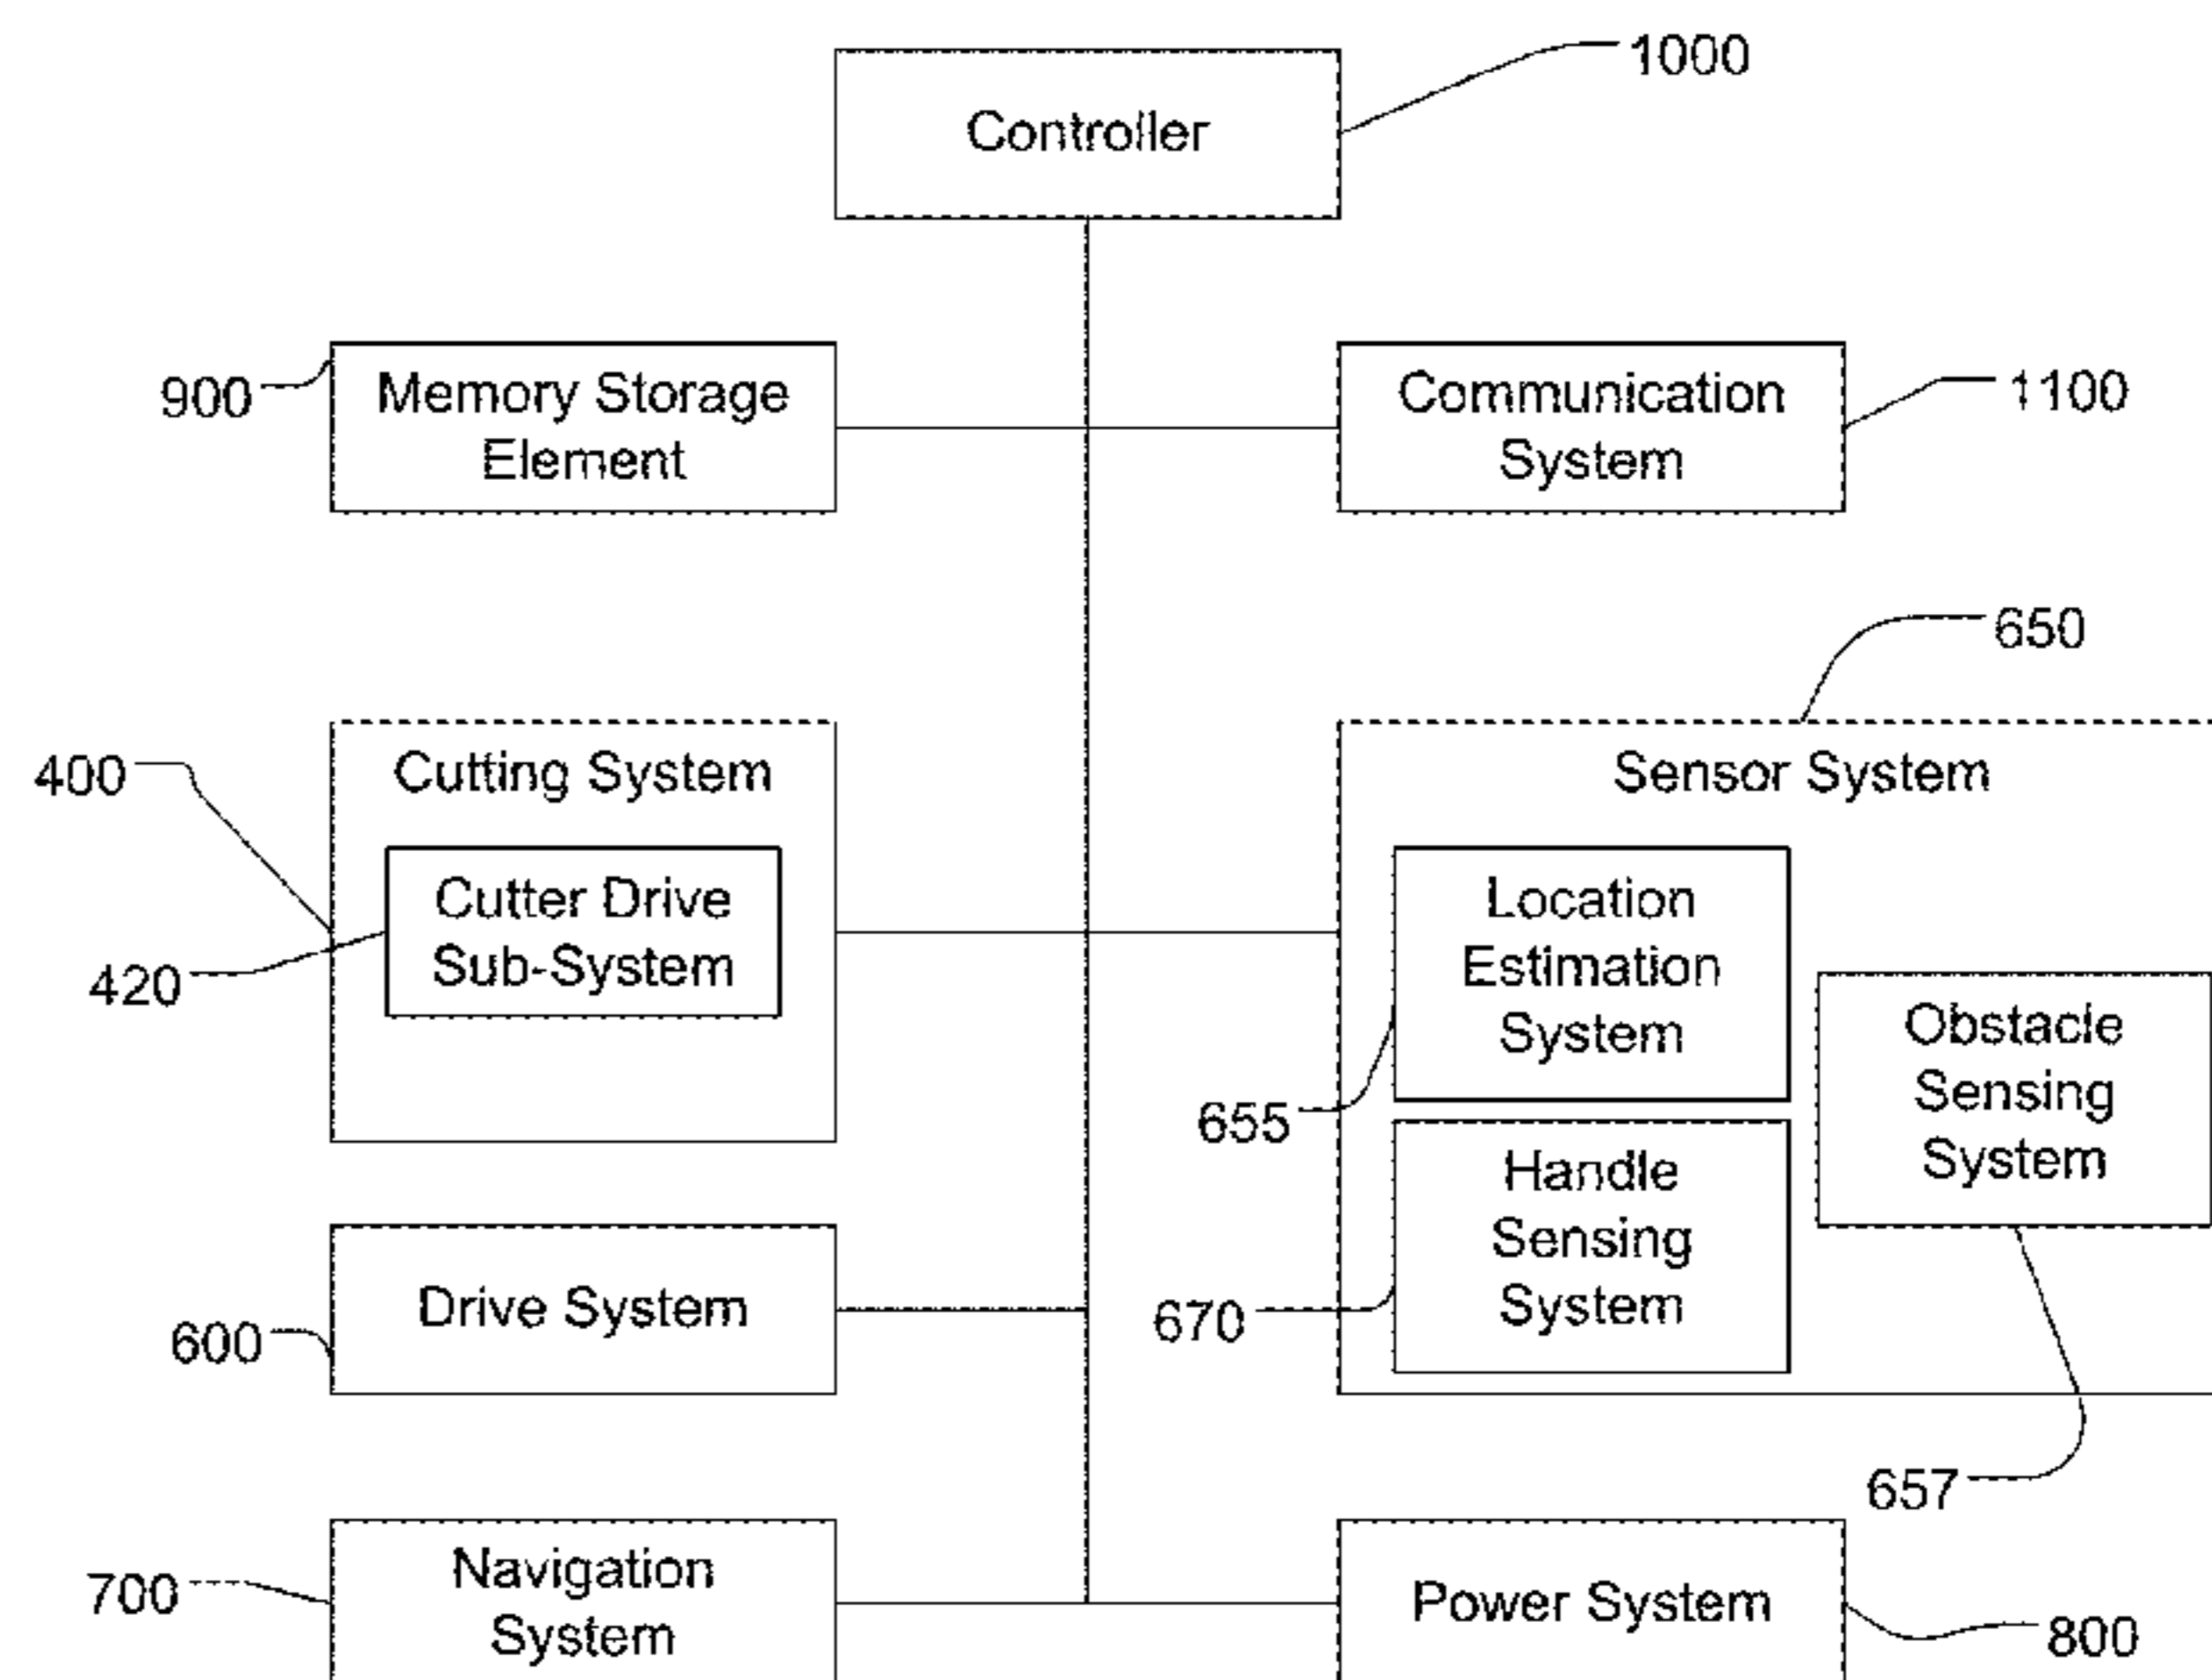 1000
Controller
900
Memory Storage
Element
Communication
System
1100
650
400
Cutting System
Sensor System
Cutter Drive
Sub-System
420
Location
Estimation
System
655
Obstacle
Sensing
System
Handle
Sensing
System
670
657
Drive System
600
700
Navigation
System
Power System
800